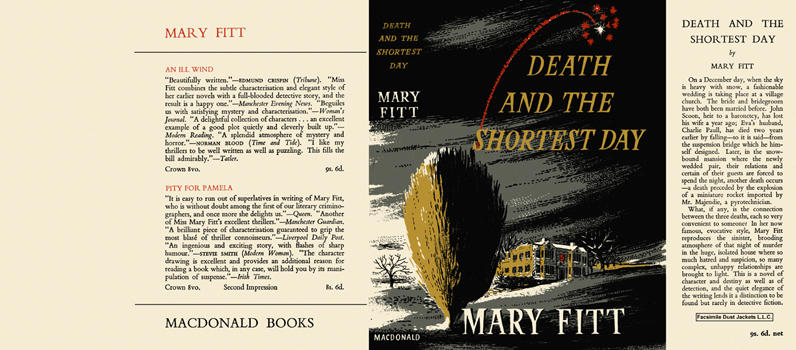 MARY FITT
AN ILL WIND
"Beautifully written."—EDMUND CRISPIN (Tribune). "Miss
Fitt combines the subtle characterisation and elegant style of
her earlier novels with a full-blooded detective story, and the
result is a happy one."—Manchester Evening News. "Beguiles
us with satisfying mystery and characterisation."—Woman's
Journal. "A delightful collection of characters . . . an excellent
example of a good plot quietly and cleverly built up."—
Modern Reading. "A splendid atmosphere of mystery and
horror."—NORMAN BLOOD (Time and Tide). "I like my
thrillers to be well written as well as puzzling. This fills the
bill admirably."—Tatler.
Crown 8vo. 9s. 6d.
PITY FOR PAMELA
"It is easy to run out of superlatives in writing of Mary Fitt,
who is without doubt among the first of our literary crimino-
graphers, and once more she delights us."—Queen. "Another
of Miss Mary Fitt's excellent thrillers."—Manchester Guardian.
"A brilliant piece of characterisation guaranteed to grip the
most blasé of thriller connoisseurs."—Liverpool Daily Post.
"An ingenious and exciting story, with flashes of sharp
humour."—STEVIE SMITH (Modern Woman). "The character
drawing is excellent and provides an additional reason for
reading a book which, in any case, will hold you by its mani-
pulation of suspense."—Irish Times.
Crown 8vo. Second Impression 8s. 6d.
MACDONALD BOOKS
DEATH
AND THE
SHORTEST
DAY
MARY
FITT
MACDONALD
DEATH
AND THE
SHORTEST DAY
MARY FITT
DEATH AND THE
SHORTEST DAY
by
MARY FITT
On a December day, when the sky
is heavy with snow, a fashionable
wedding is taking place at a village
church. The bride and bridegroom
have both been married before. John
Scoon, heir to a baronetcy, has lost
his wife a year ago; Eva's husband,
Charlie Paull, has died two years
earlier by falling—so it is said—from
the suspension bridge which he him-
self designed. Later, in the snow-
bound mansion where the newly
wedded pair, their relations and
certain of their guests are forced to
spend the night, another death occurs
—a death preceded by the explosion
of a miniature rocket imported by
Mr. Majendie, a pyrotechnician.
What, if any, is the connection
between the three deaths, each so very
convenient to someone? In her now
famous, evocative style, Mary Fitt
reproduces the sinister, brooding
atmosphere of that night of murder
in the huge, isolated house where so
much hatred and suspicion, so many
complex, unhappy relationships are
brought to light. This is a novel of
character and destiny as well as of
detection, and the quiet elegance of
the writing lends it a distinction to be
found but rarely in detective fiction.
Facsimile Dust Jackets L.L.C.
9s. 6d. net